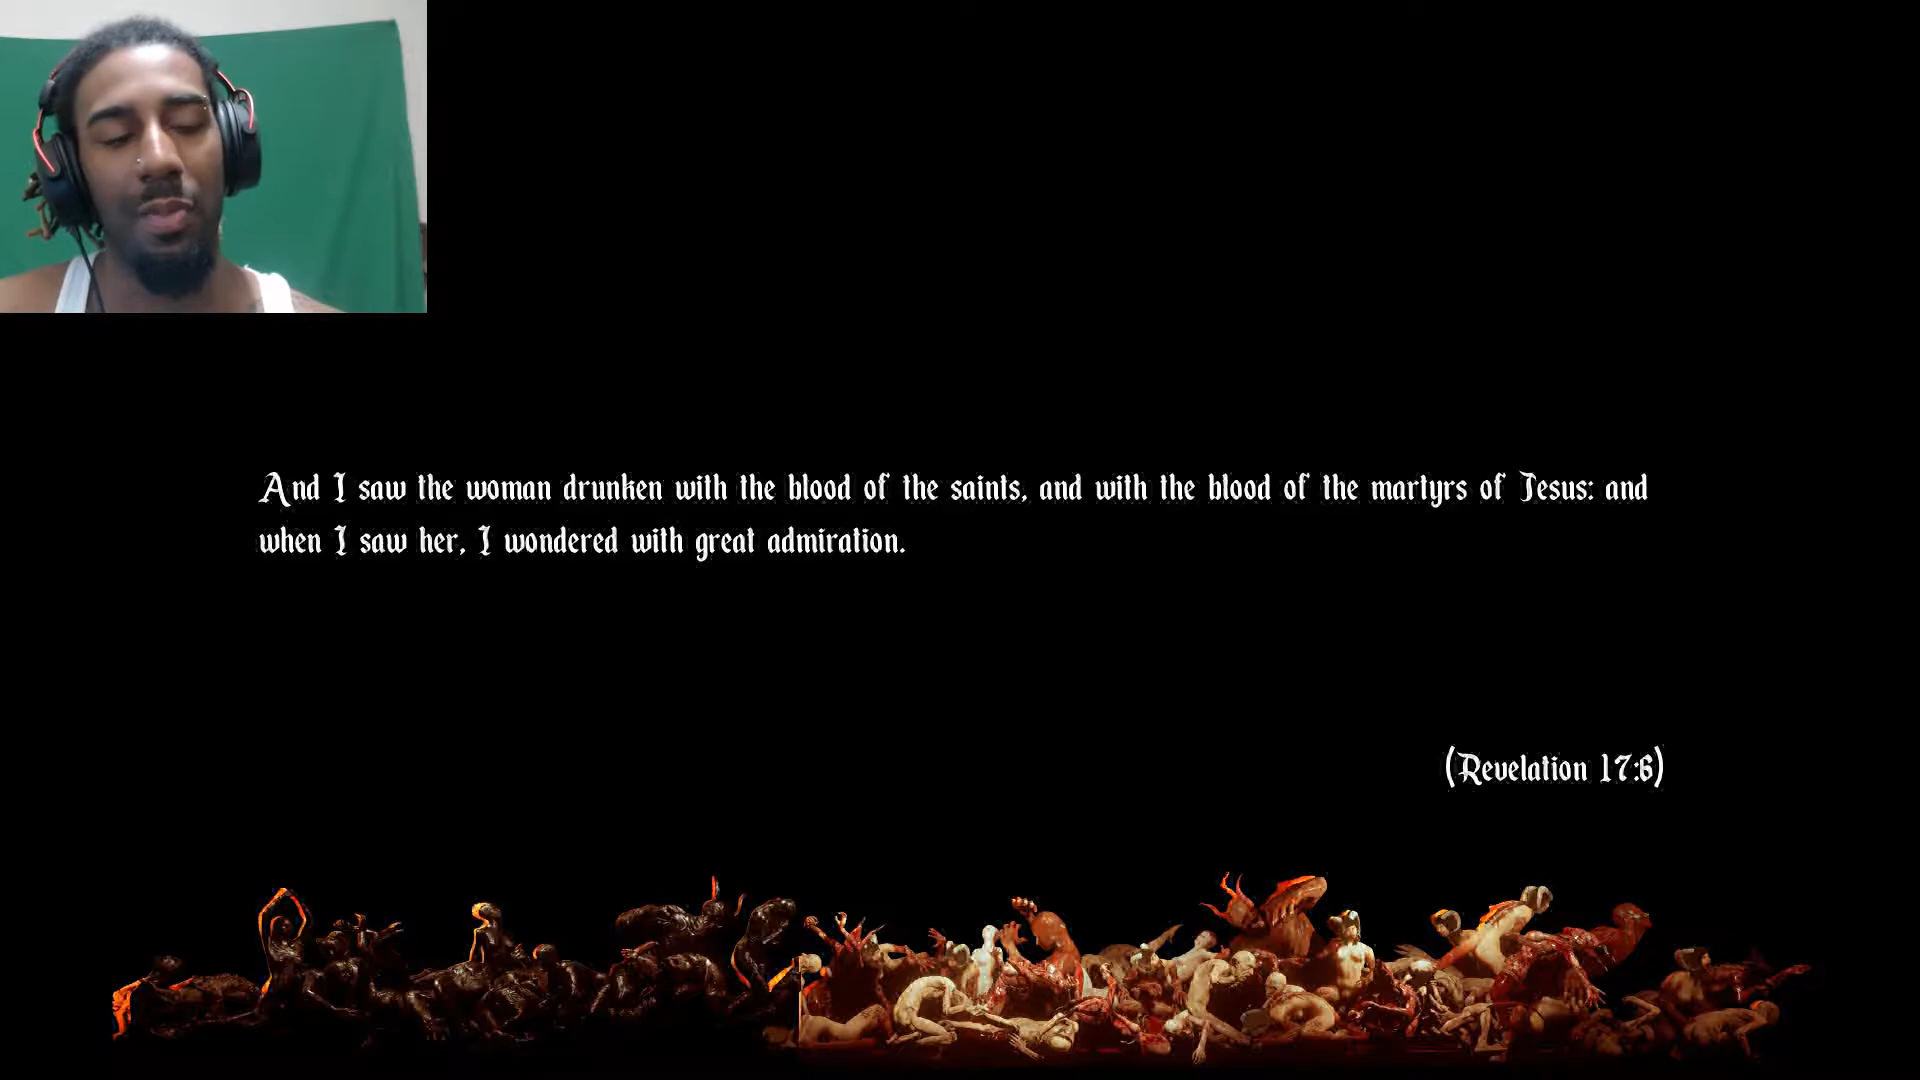 And I saw the woman drunken with the blood of the saints, and with the blood of the martyrs of Jesus: and
when I saw her, I wondered with great admiration.
(Revelation 17:6)